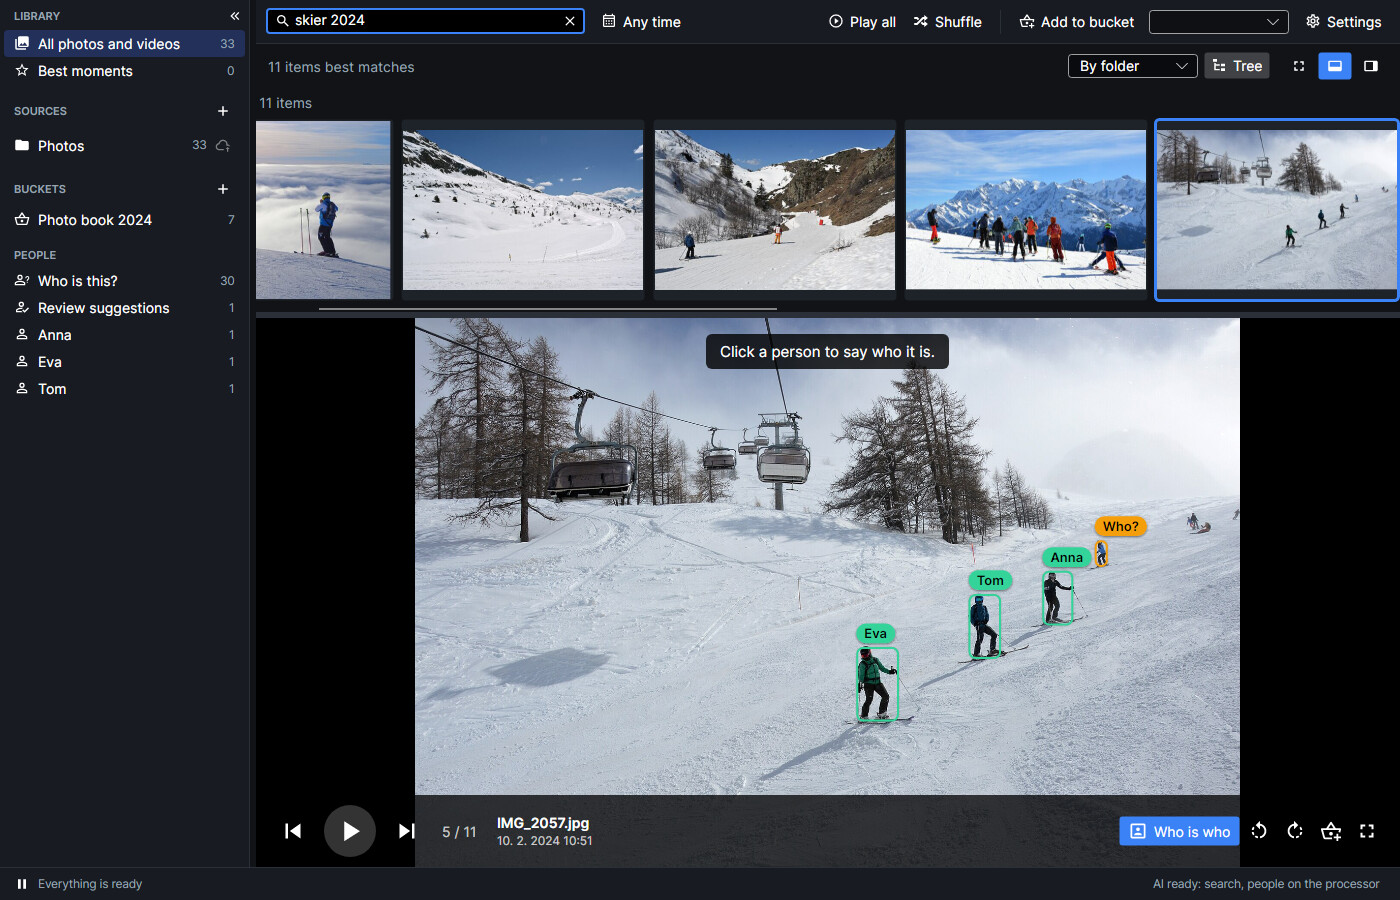 LIBRARY
All photos and videos 33
Best moments 0
SOURCES
Photos 33
BUCKETS
Photo book 2024 7
PEOPLE
Who is this? 30
Review suggestions 1
Anna 1
Eva 1
Tom 1
skier 2024
Any time
Play all
Shuffle
Add to bucket
Settings
11 items best matches
By folder
Tree
11 items
Click a person to say who it is.
Who?
Anna
Tom
Eva
5 / 11
IMG_2057.jpg
10. 2. 2024 10:51
Who is who
Everything is ready
AI ready: search, people on the processor